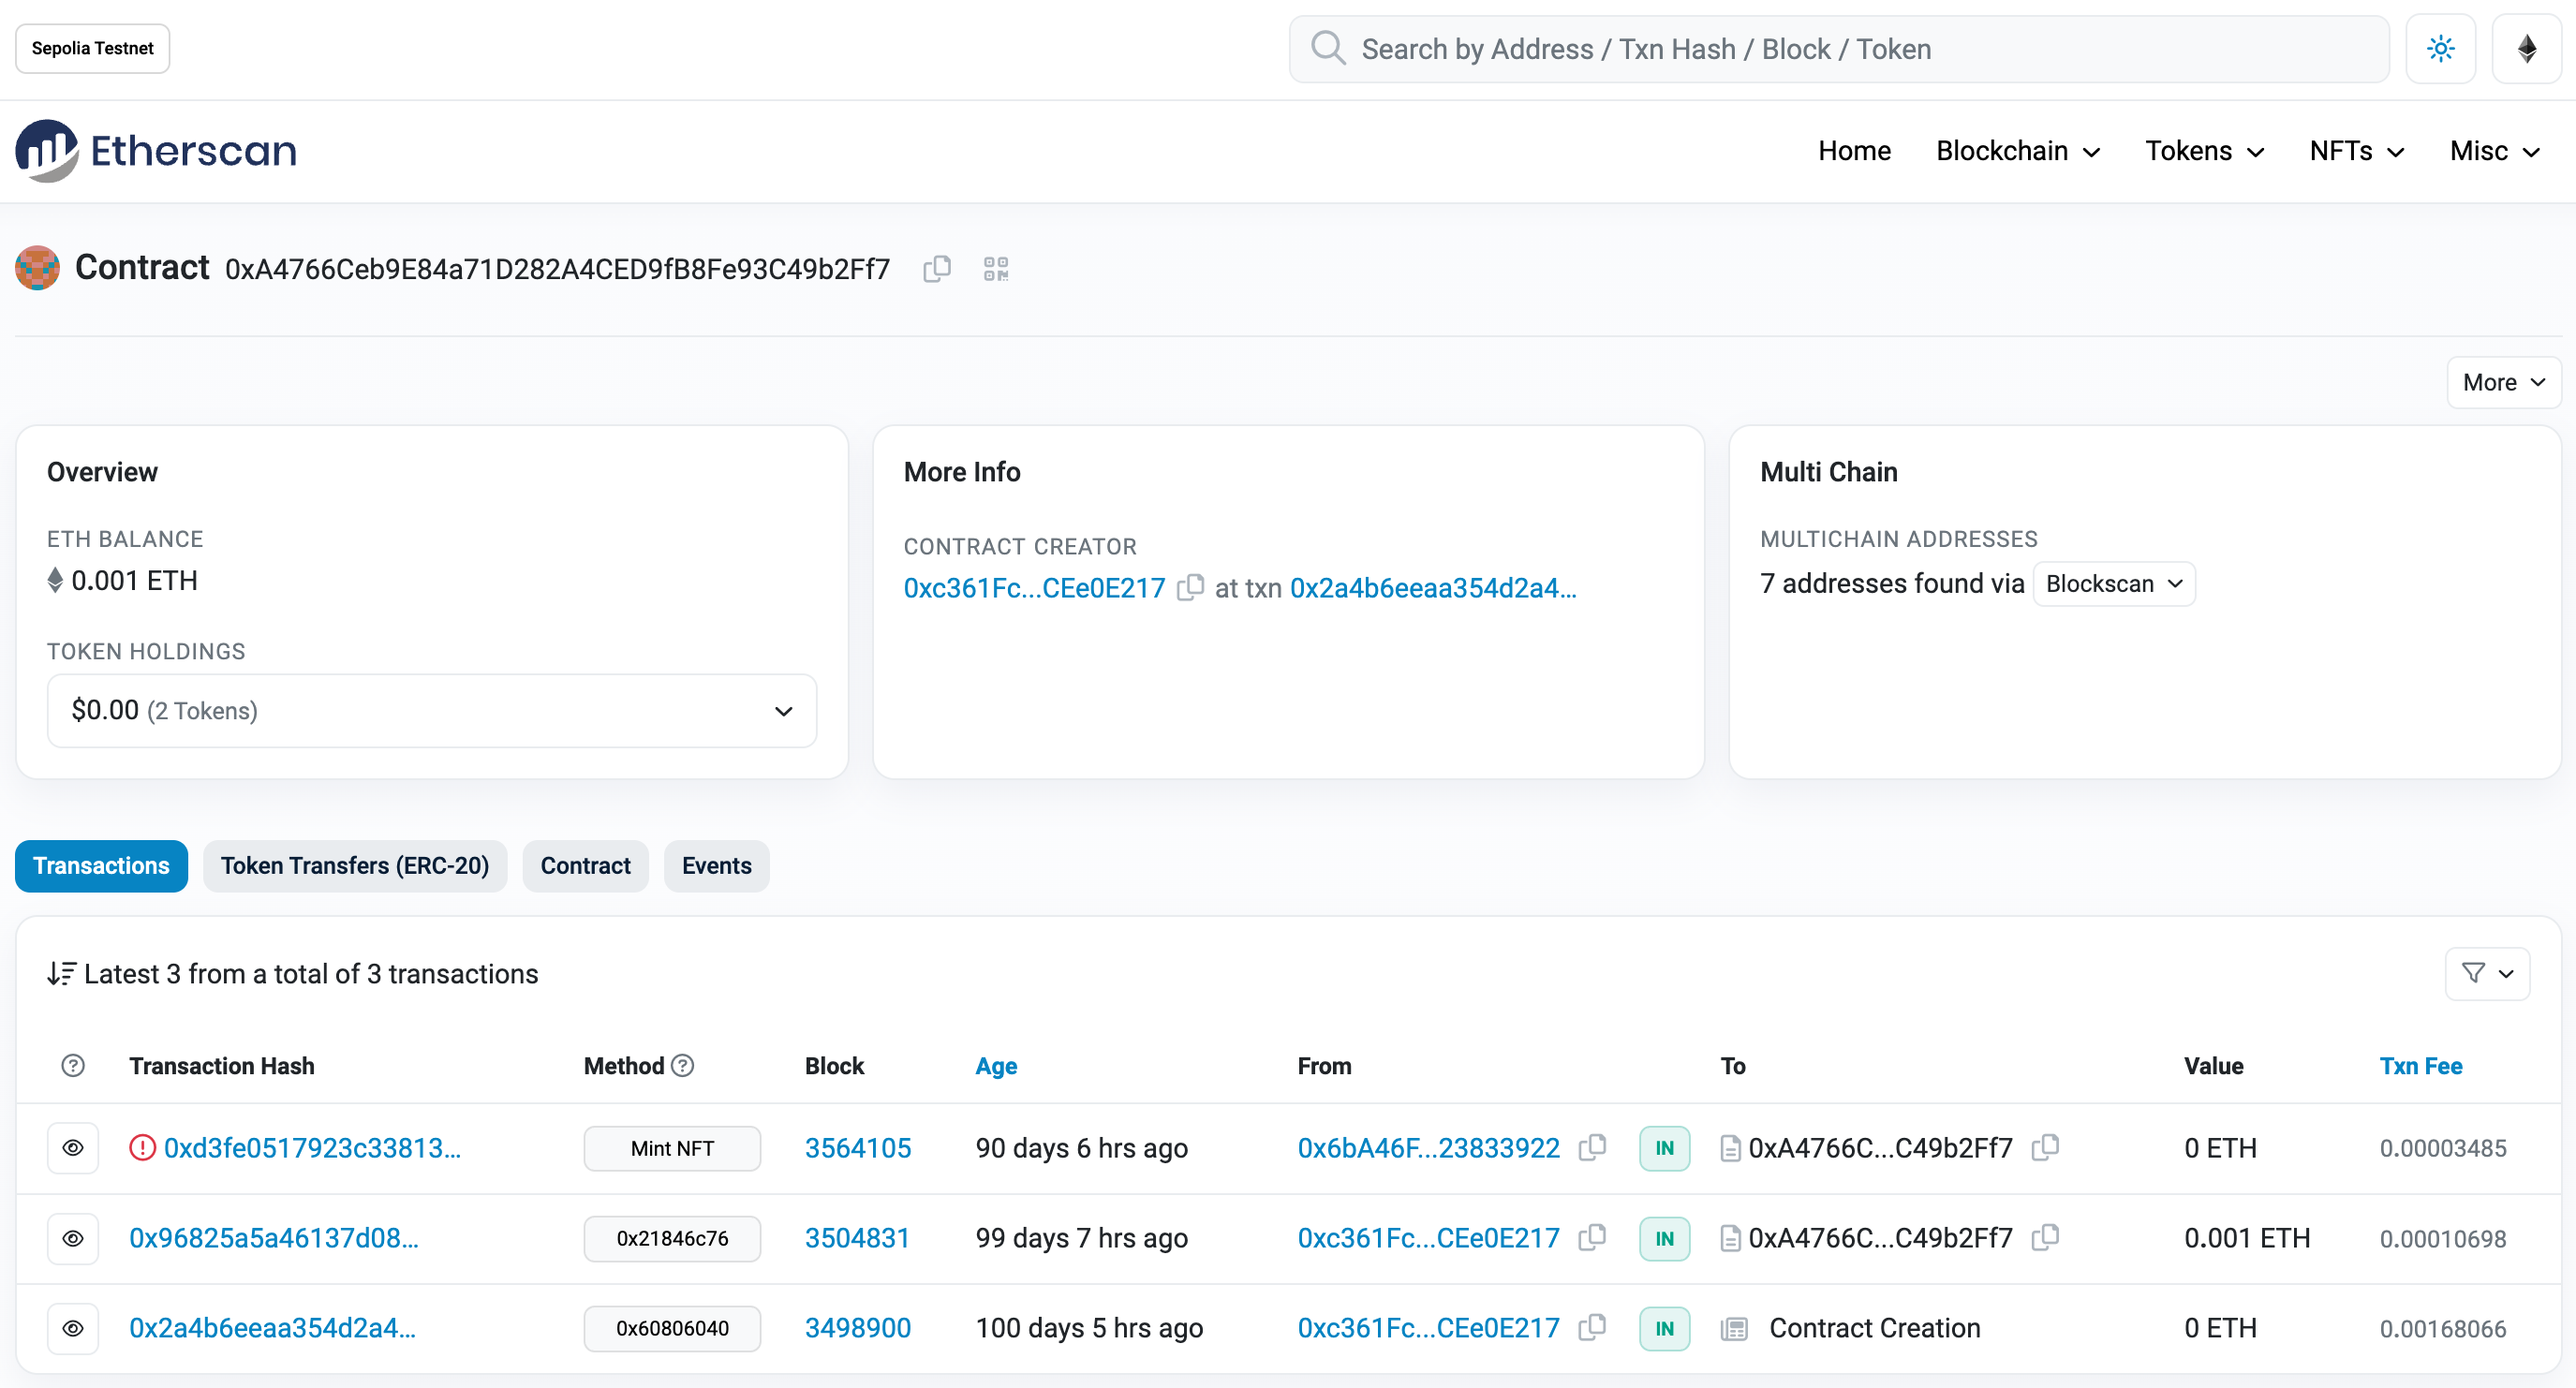 Sepolia Testnet
Search by Address / Txn Hash / Block / Token
Etherscan
Home Blockchain Tokens NFTs Misc
Contract 0xA4766Ceb9E84a71D282A4CED9fB8Fe93C49b2Ff7
More
Overview
ETH BALANCE
0.001 ETH
TOKEN HOLDINGS
$0.00 (2 Tokens)
More Info
CONTRACT CREATOR
0xc361Fc...CEe0E217 at txn 0x2a4b6eeaa354d2a4...
Multi Chain
MULTICHAIN ADDRESSES
7 addresses found via Blockscan
Transactions Token Transfers (ERC-20) Contract Events
Latest 3 from a total of 3 transactions
Transaction Hash Method Block Age From To Value Txn Fee
0xd3fe0517923c33813... Mint NFT 3564105 90 days 6 hrs ago 0x6bA46F...23833922 IN 0xA4766C...C49b2Ff7 0 ETH 0.00003485
0x96825a5a46137d08... 0x21846c76 3504831 99 days 7 hrs ago 0xc361Fc...CEe0E217 IN 0xA4766C...C49b2Ff7 0.001 ETH 0.00010698
0x2a4b6eeaa354d2a4... 0x60806040 3498900 100 days 5 hrs ago 0xc361Fc...CEe0E217 IN Contract Creation 0 ETH 0.00168066